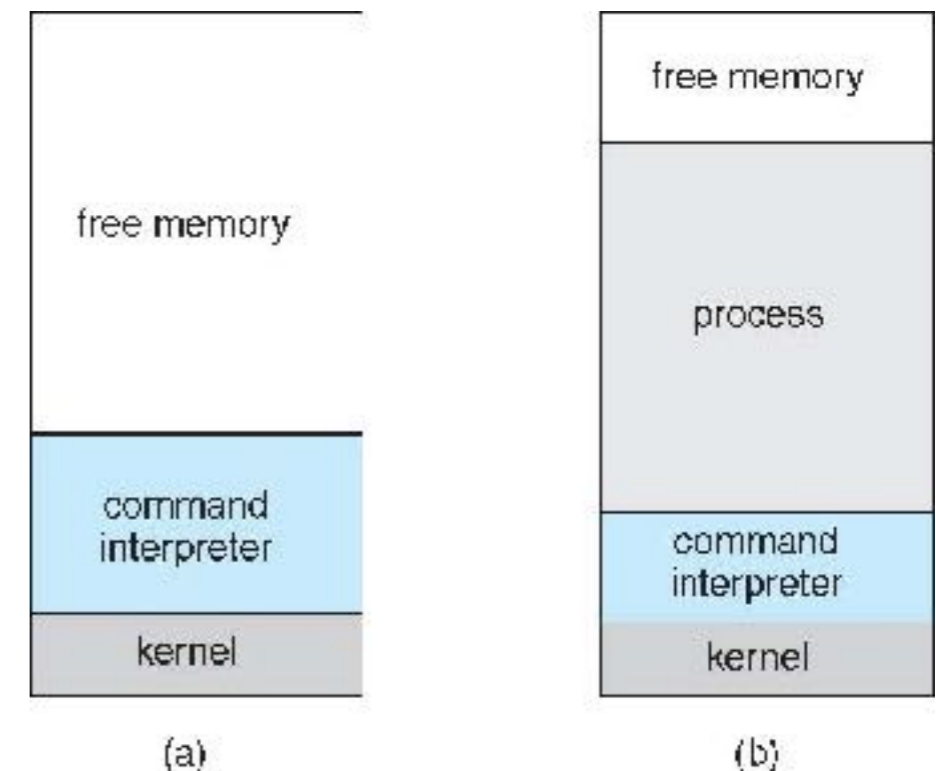 free memory
command
interpreter
kernel
(a)
free memory
process
command
interpreter
kernel
(b)